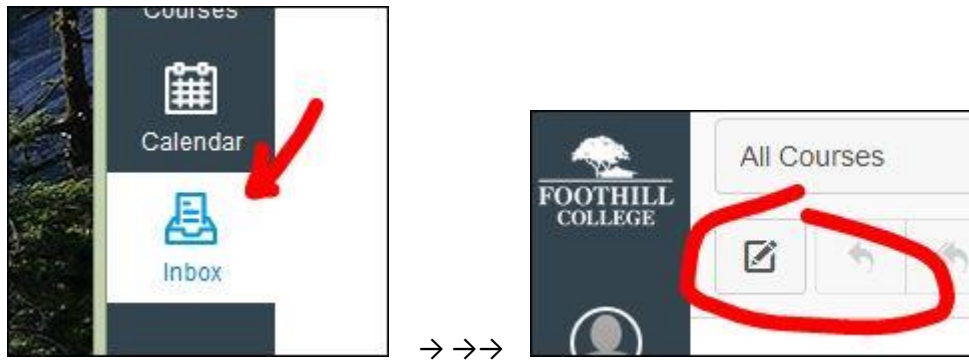 Courses
Calendar
Inbox
→ →→
FOOTHILL
COLLEGE
All Courses